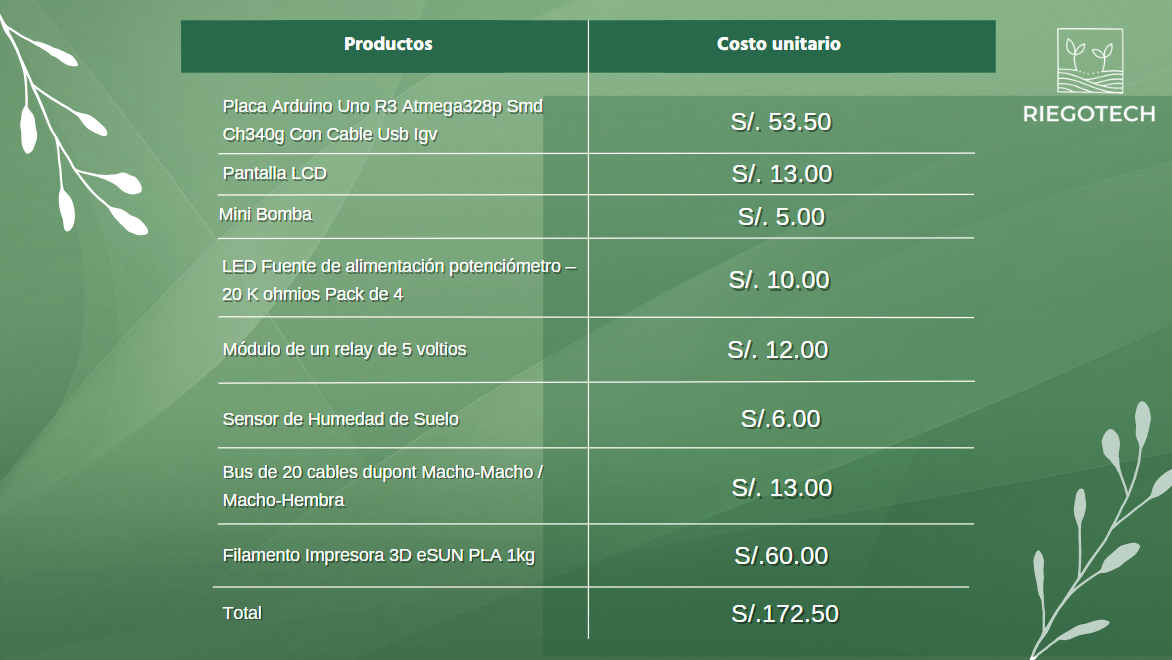 Productos
Costo unitario
RIEGOTECH
Placa Arduino Uno R3 Atmega328p Smd
Ch340g Con Cable Usb Igv
S/. 53.50
Pantalla LCD
S/. 13.00
Mini Bomba
S/. 5.00
LED Fuente de alimentación potenciómetro –
20 K ohmios Pack de 4
S/. 10.00
Módulo de un relay de 5 voltios
S/. 12.00
Sensor de Humedad de Suelo
S/.6.00
Bus de 20 cables dupont Macho-Macho /
Macho-Hembra
S/. 13.00
Filamento Impresora 3D eSUN PLA 1kg
S/.60.00
Total
S/.172.50